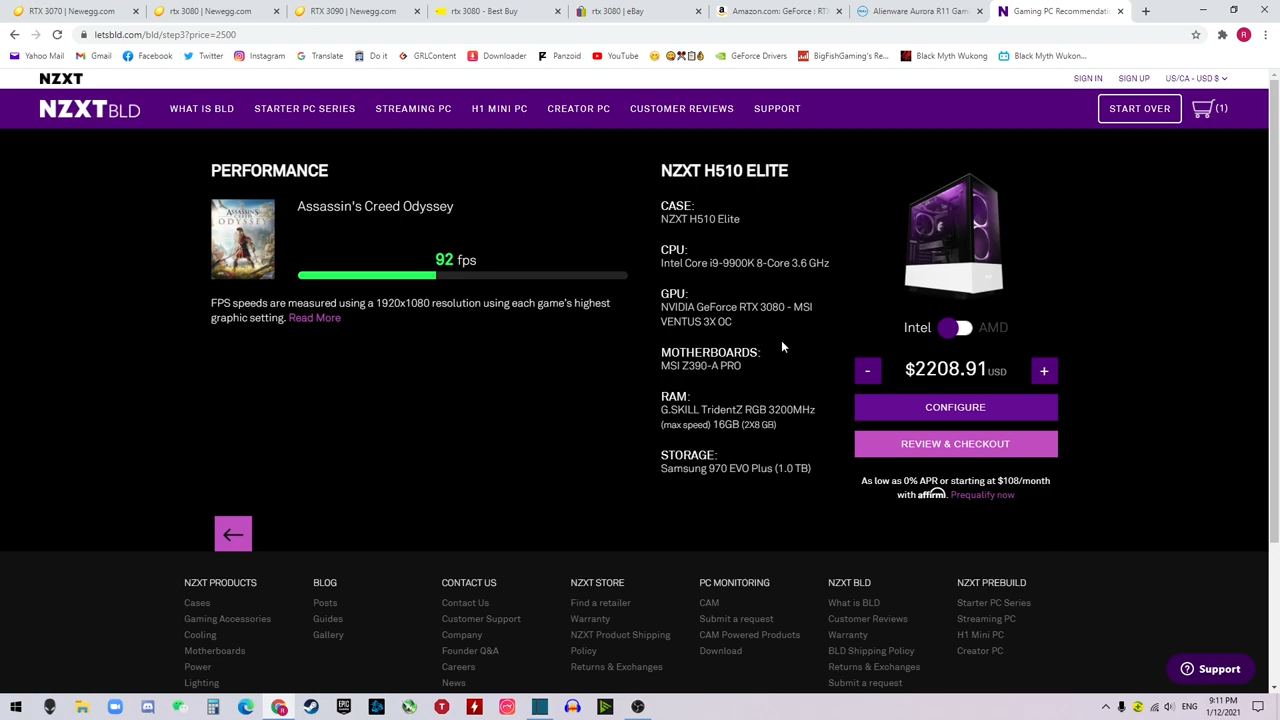 RTX 3070 | Newegg.com
RTX 3080 | Newegg.com
RTX 3090 | Newegg.com
rtx 3080 - Best Buy
rtx 3080 | eBay
Amazon.com: GeForce : RTX
Alienware Aurora R11
Gaming PC Recommendati
letsbld.com/bld/step3?price=2500
R
Yahoo Mail
Gmail
Facebook
Twitter
Instagram
Translate
Do it
GRLContent
Downloader
Panzoid
YouTube
GeForce Drivers
BigFishGaming's Re...
Black Myth Wukon...
Black Myth Wukon...
NZXT
SIGN IN
SIGN UP
US/CA - USD $
NZXT BLD
WHAT IS BLD
STARTER PC SERIES
STREAMING PC
H1 MINI PC
CREATOR PC
CUSTOMER REVIEWS
SUPPORT
START OVER
(1)
PERFORMANCE
ASSASSIN'S CREED
ODYSSEY
Assassin's Creed Odyssey
92 fps
FPS speeds are measured using a 1920x1080 resolution using each game's highest
graphic setting. Read More
NZXT H510 ELITE
CASE:
NZXT H510 Elite
CPU:
Intel Core i9-9900K 8-Core 3.6 GHz
GPU:
NVIDIA GeForce RTX 3080 - MSI
VENTUS 3X OC
MOTHERBOARDS:
MSI Z390-A PRO
RAM:
G.SKILL TridentZ RGB 3200MHz
(max speed) 16GB (2X8 GB)
STORAGE:
Samsung 970 EVO Plus (1.0 TB)
Intel
AMD
-
$2208.91 USD
+
CONFIGURE
REVIEW & CHECKOUT
As low as 0% APR or starting at $108/month
with affirm. Prequalify now
NZXT PRODUCTS
Cases
Gaming Accessories
Cooling
Motherboards
Power
Lighting
BLOG
Posts
Guides
Gallery
CONTACT US
Contact Us
Customer Support
Company
Founder Q&A
Careers
News
NZXT STORE
Find a retailer
Warranty
NZXT Product Shipping
Policy
Returns & Exchanges
PC MONITORING
CAM
Submit a request
CAM Powered Products
Download
NZXT BLD
What is BLD
Customer Reviews
Warranty
BLD Shipping Policy
Returns & Exchanges
Submit a request
NZXT PREBUILD
Starter PC Series
Streaming PC
H1 Mini PC
Creator PC
Support
ENG
9:11 PM
1/12/2021